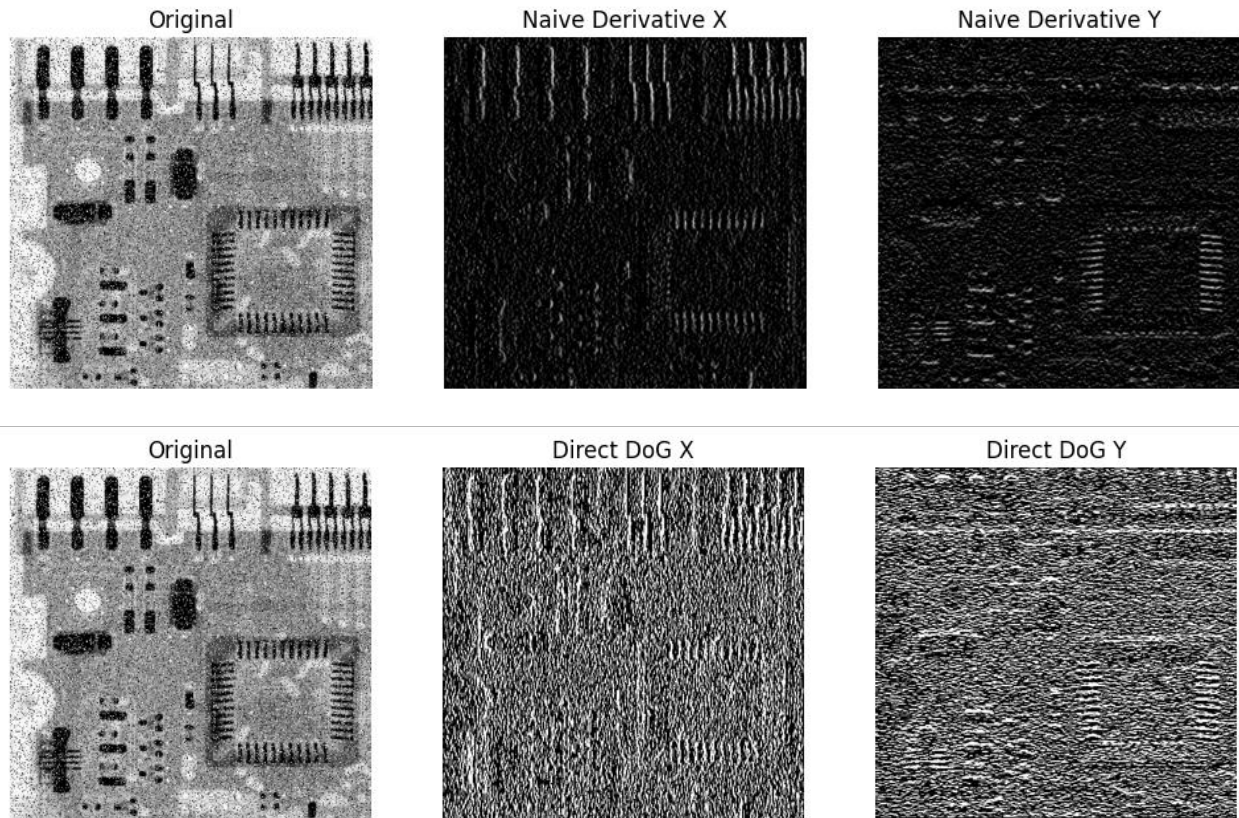 Original
Naive Derivative X
Naive Derivative Y
Original
Direct DoG X
Direct DoG Y